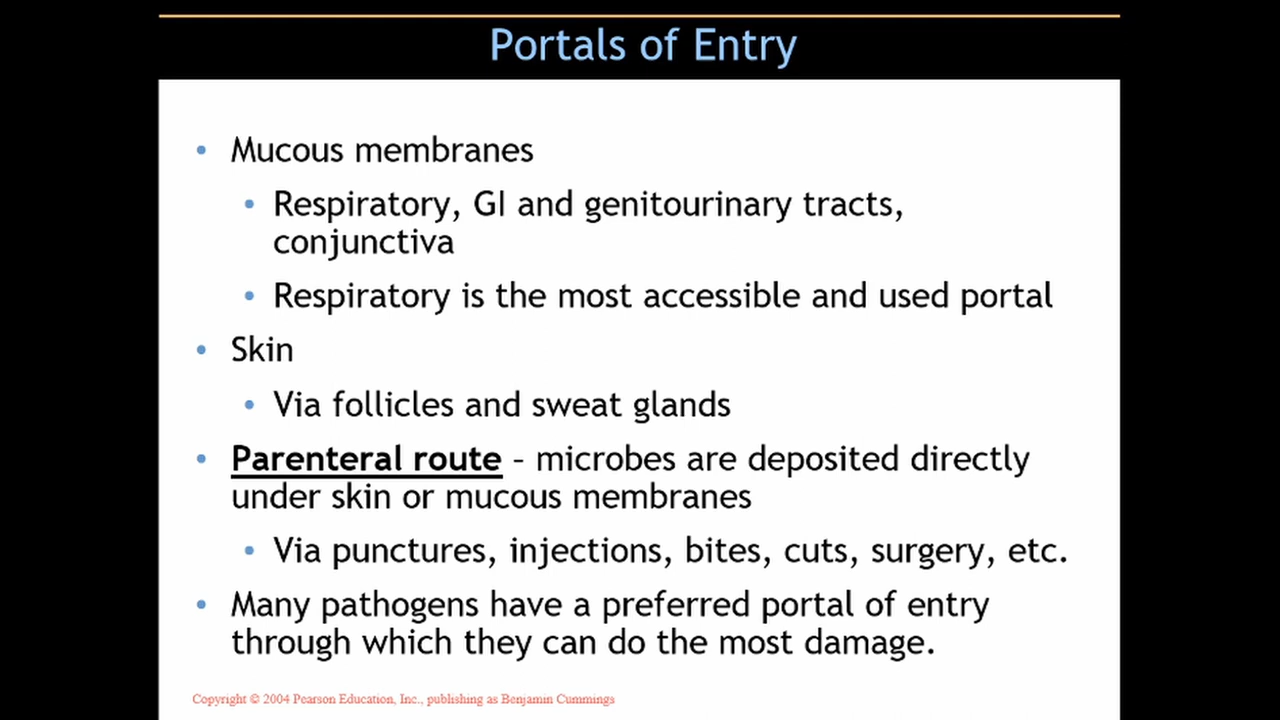 Portals of Entry
• Mucous membranes
• Respiratory, GI and genitourinary tracts,
conjunctiva
• Respiratory is the most accessible and used portal
• Skin
• Via follicles and sweat glands
• Parenteral route – microbes are deposited directly
under skin or mucous membranes
• Via punctures, injections, bites, cuts, surgery, etc.
• Many pathogens have a preferred portal of entry
through which they can do the most damage.
Copyright © 2004 Pearson Education, Inc., publishing as Benjamin Cummings